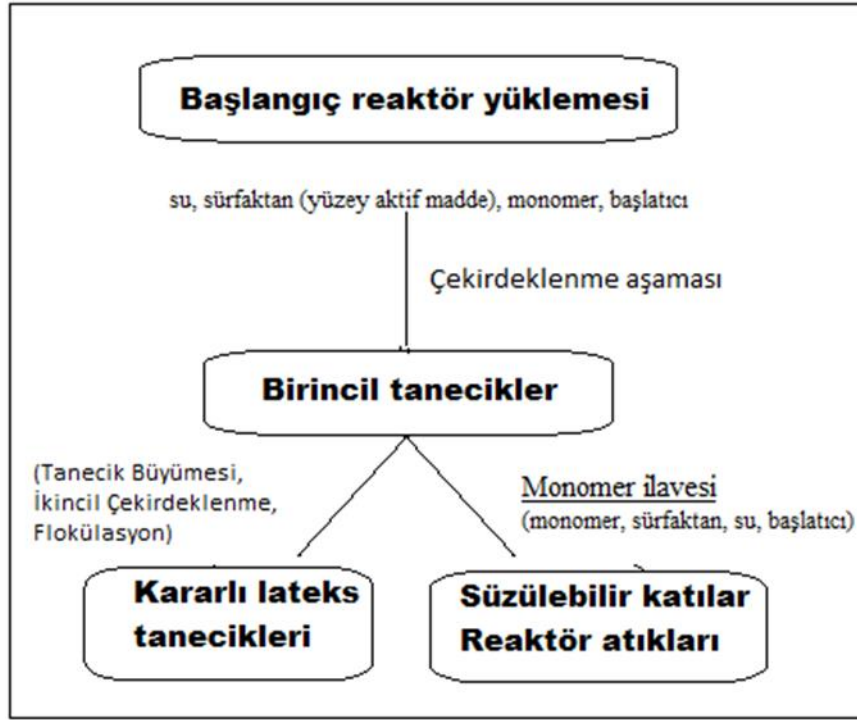 Başlangıç reaktör yüklemesi
su, sürfaktan (yüzey aktif madde), monomer, başlatıcı
Çekirdeklenme aşaması
Birincil tanecikler
(Tanecik Büyümesi,
İkincil Çekirdeklenme,
Flokülasyon)
Monomer ilavesi
(monomer, sürfaktan, su, başlatıcı)
Kararlı lateks
tanecikleri
Süzülebilir katılar
Reaktör atıkları